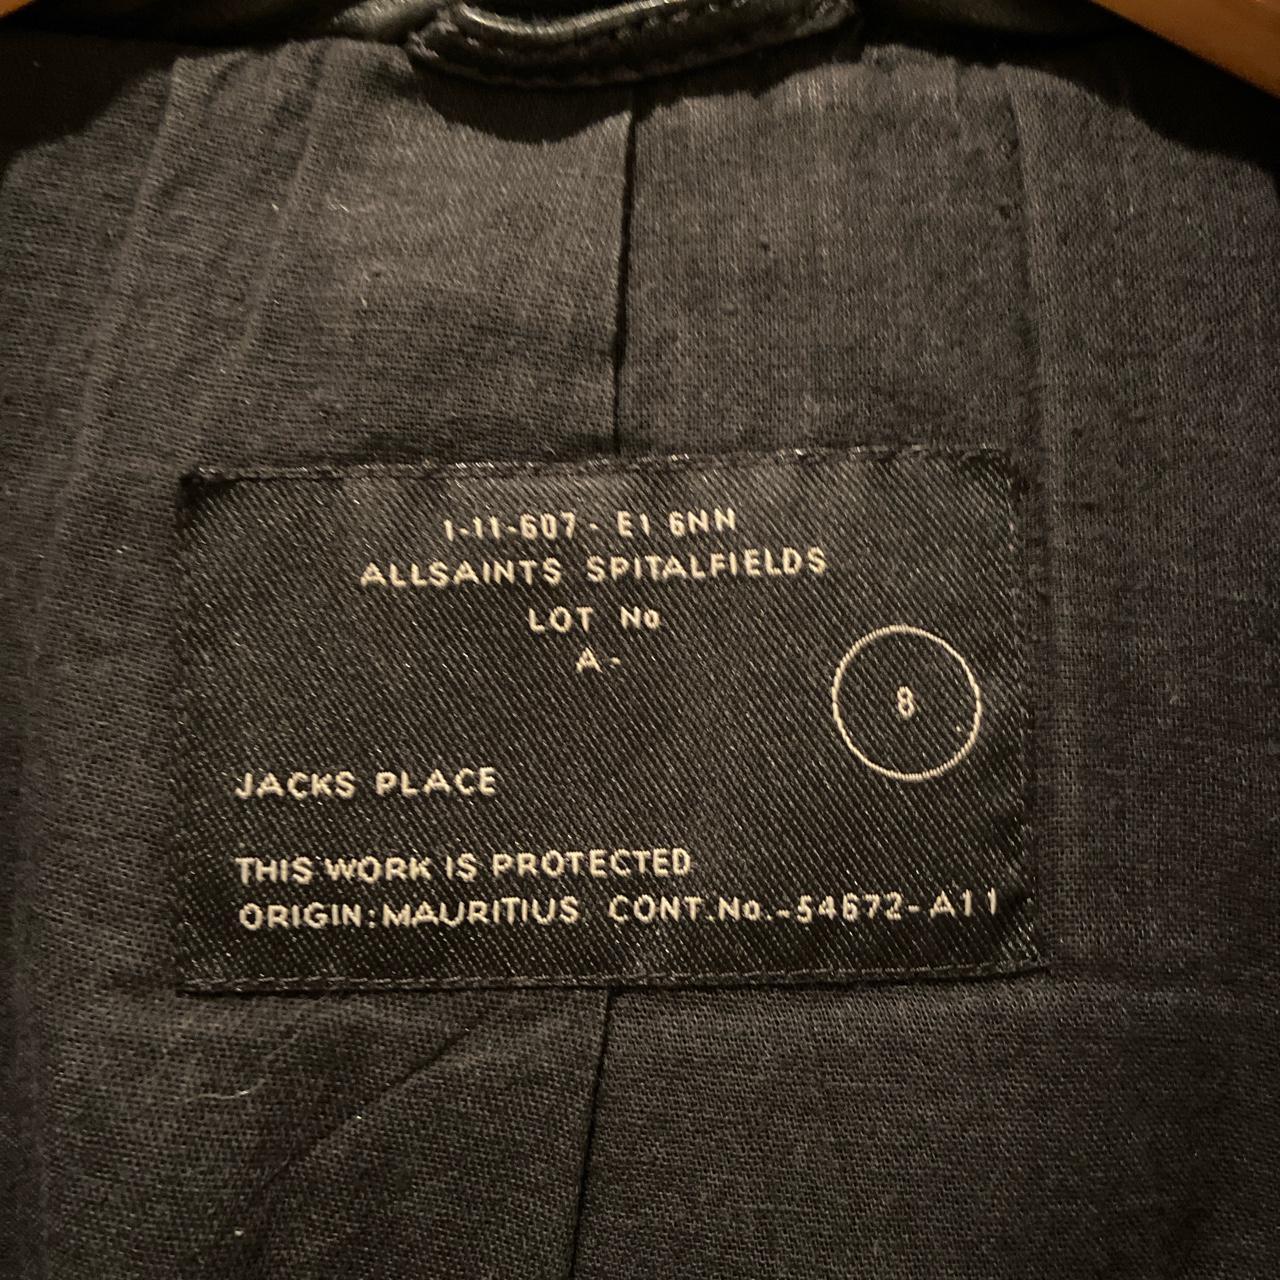 1-11-607- E1 6NN
ALLSAINTS SPITALFIELDS
LOT No
A-
8
JACKS PLACE
THIS WORK IS PROTECTED
ORIGIN:MAURITIUS CONT.No.-54672-A11